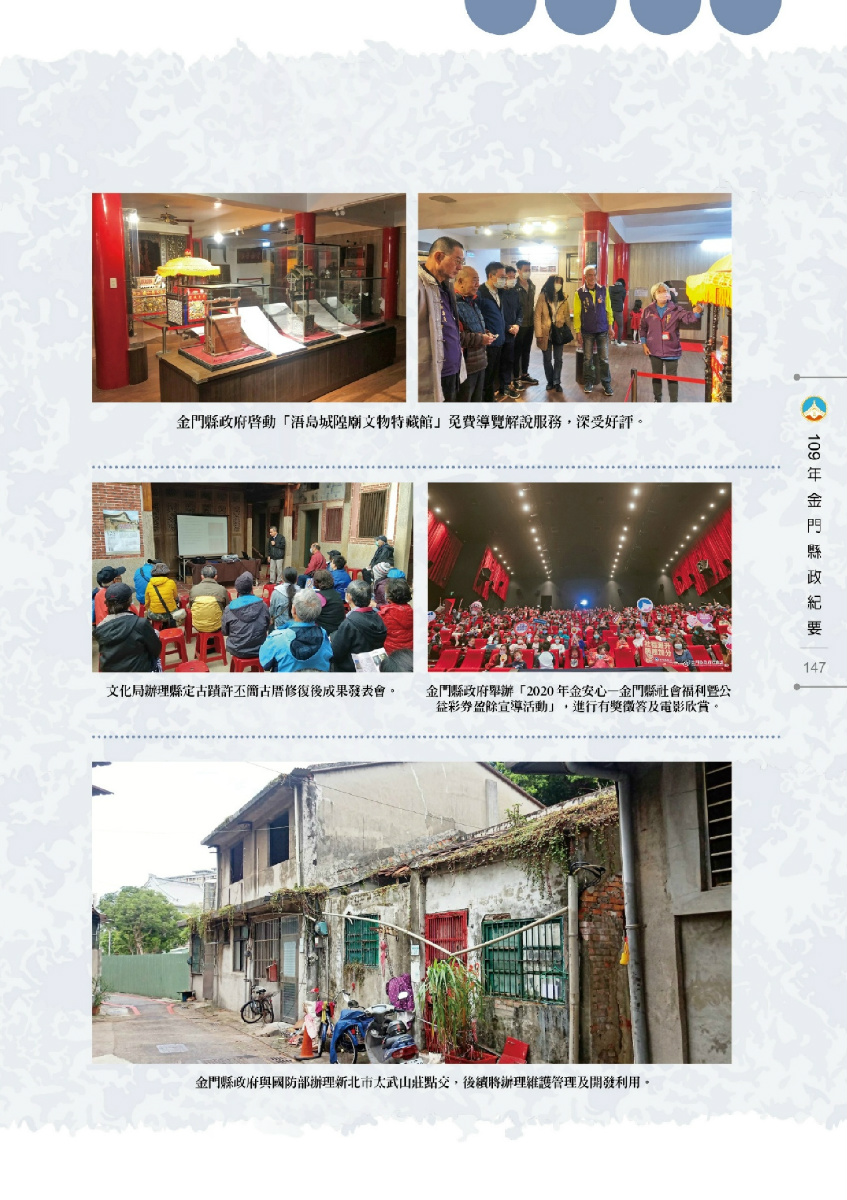 金門縣政府啓動「浯島城隍廟文物特藏館」免費導覽解說服務，深受好評。
文化局辦理縣定古蹟許丕簡古厝修復後成果發表會。
金門縣政府舉辦「2020 年金安心—金門縣社會福利暨公
益彩券盈餘宣導活動」，進行有獎徵答及電影欣賞。
金門縣政府與國防部辦理新北市太武山莊點交，後續將辦理維護管理及開發利用。
109年金門縣政紀要
147